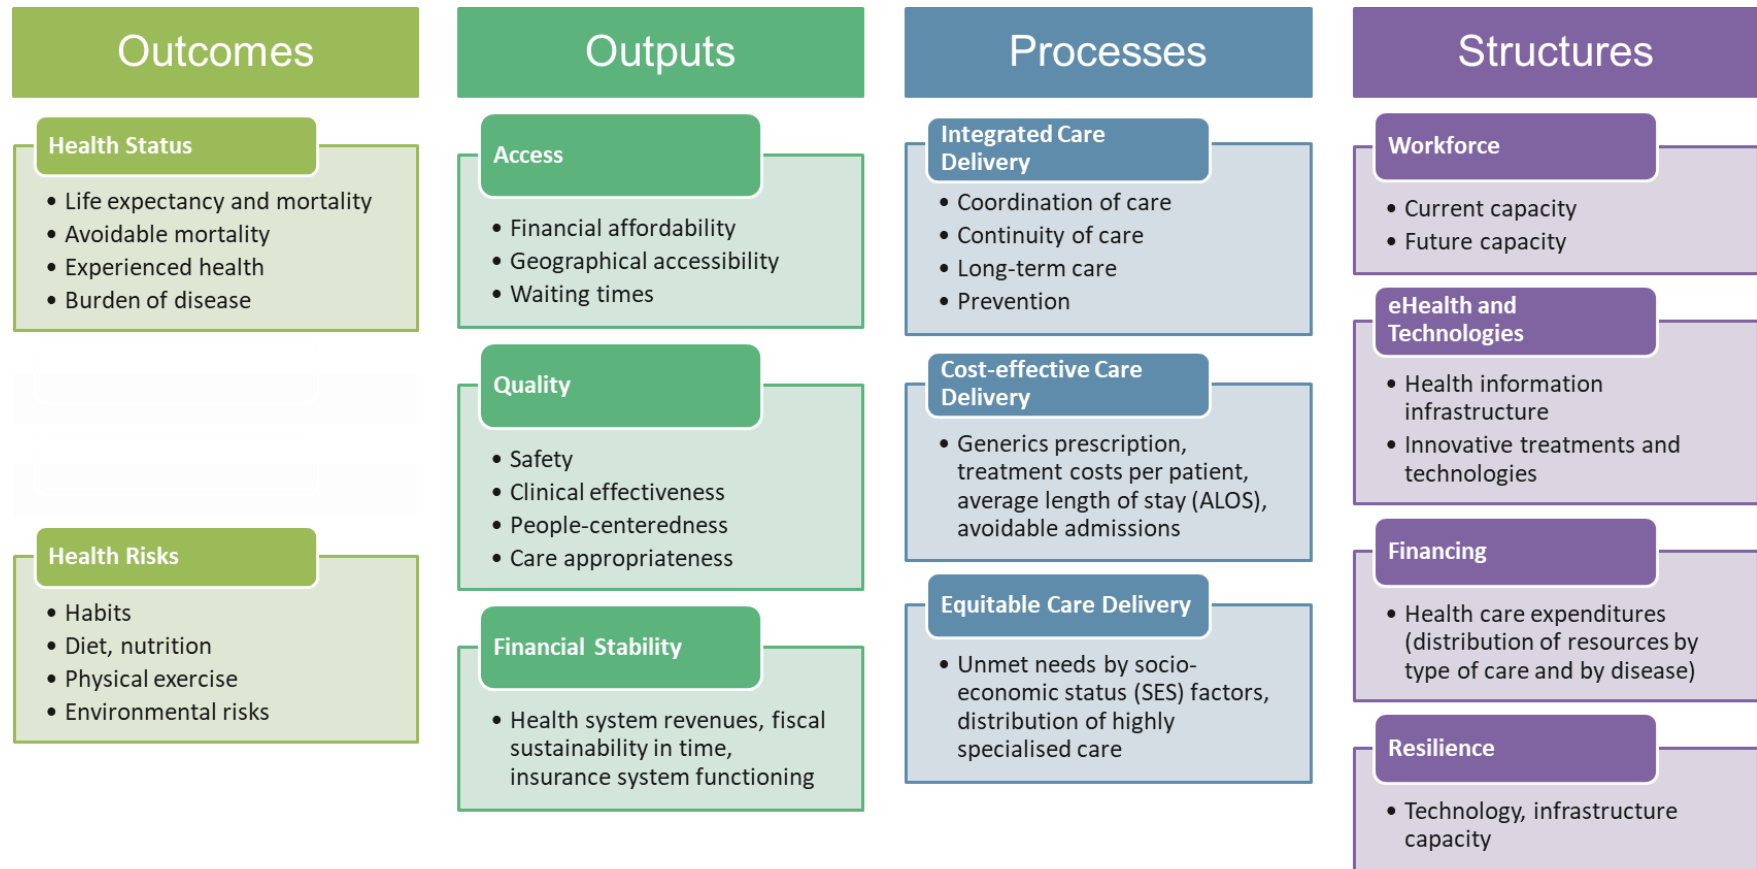 Outcomes
Health Status
• Life expectancy and mortality
• Avoidable mortality
• Experienced health
• Burden of disease
Health Risks
• Habits
• Diet, nutrition
• Physical exercise
• Environmental risks
Outputs
Access
• Financial affordability
• Geographical accessibility
• Waiting times
Quality
• Safety
• Clinical effectiveness
• People-centeredness
• Care appropriateness
Financial Stability
• Health system revenues, fiscal
sustainability in time,
insurance system functioning
Processes
Integrated Care
Delivery
• Coordination of care
• Continuity of care
• Long-term care
• Prevention
Cost-effective Care
Delivery
• Generics prescription,
treatment costs per patient,
average length of stay (ALOS),
avoidable admissions
Equitable Care Delivery
• Unmet needs by socio-
economic status (SES) factors,
distribution of highly
specialised care
Structures
Workforce
• Current capacity
• Future capacity
eHealth and
Technologies
• Health information
infrastructure
• Innovative treatments and
technologies
Financing
• Health care expenditures
(distribution of resources by
type of care and by disease)
Resilience
• Technology, infrastructure
capacity